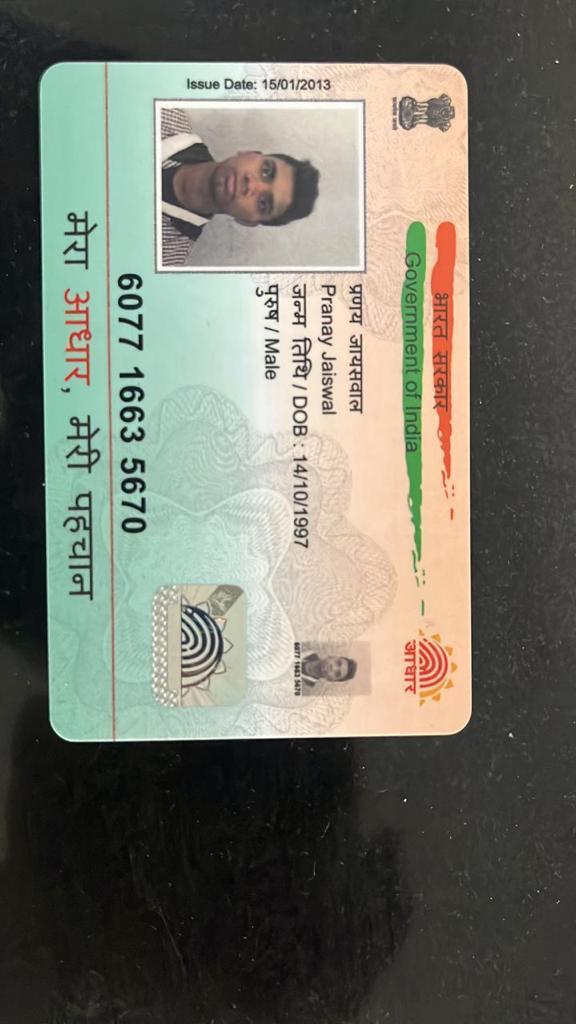 भारत सरकार
Government of India
आधार
Issue Date: 15/01/2013
प्रणय जायसवाल
Pranay Jaiswal
जन्म तिथि / DOB : 14/10/1997
पुरुष / Male
6077 1663 5670
6077 1663 5670
मेरा आधार, मेरी पहचान